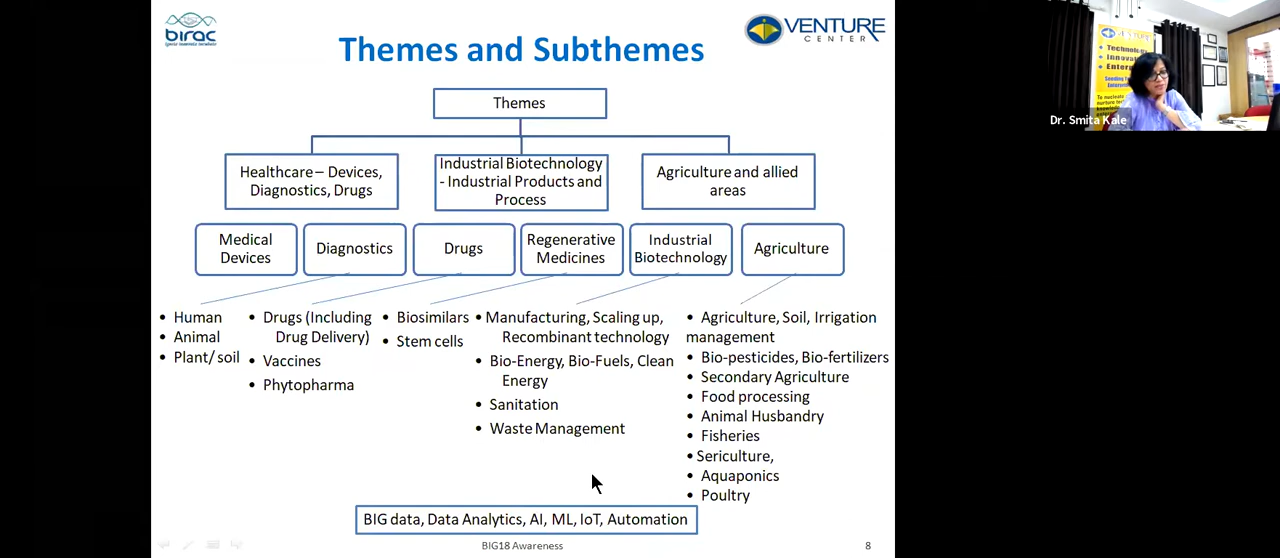 birac
VENTURE
CENTER
Themes and Subthemes
Themes
Healthcare – Devices,
Diagnostics, Drugs
Industrial Biotechnology
- Industrial Products and
Process
Agriculture and allied
areas
Medical
Devices
Diagnostics
Drugs
Regenerative
Medicines
Industrial
Biotechnology
Agriculture
• Human
• Animal
• Plant/ soil
• Drugs (Including
Drug Delivery)
• Vaccines
• Phytopharma
• Biosimilars
• Stem cells
• Manufacturing, Scaling up,
Recombinant technology
• Bio-Energy, Bio-Fuels, Clean
Energy
• Sanitation
• Waste Management
• Agriculture, Soil, Irrigation
management
• Bio-pesticides, Bio-fertilizers
• Secondary Agriculture
• Food processing
• Animal Husbandry
• Fisheries
• Sericulture,
• Aquaponics
• Poultry
BIG data, Data Analytics, AI, ML, IoT, Automation
BIG18 Awareness
8
Dr. Smita Kale